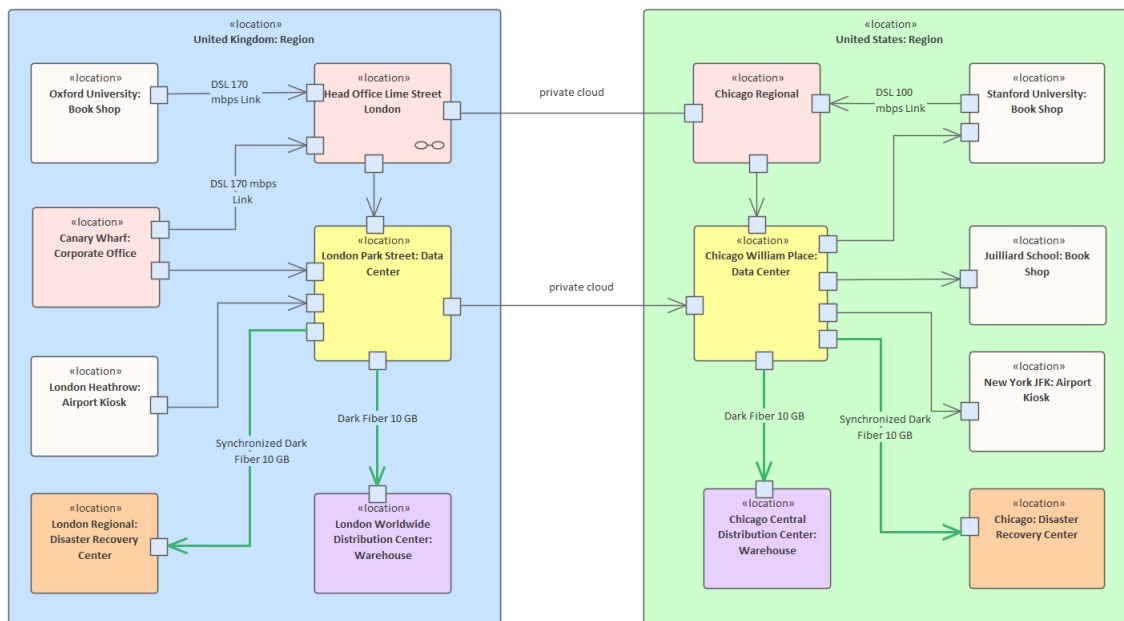 «location»
United Kingdom: Region
«location»
Oxford University:
Book Shop
DSL 170
mbps Link
«location»
Head Office Lime Street
London
DSL 170 mbps
Link
«location»
Canary Wharf:
Corporate Office
«location»
London Park Street: Data
Center
«location»
London Heathrow:
Airport Kiosk
Synchronized Dark
Fiber 10 GB
Dark Fiber 10 GB
«location»
London Regional:
Disaster Recovery
Center
«location»
London Worldwide
Distribution Center:
Warehouse
private cloud
private cloud
«location»
United States: Region
«location»
Chicago Regional
DSL 100
mbps Link
«location»
Stanford University:
Book Shop
«location»
Chicago William Place:
Data Center
«location»
Juilliard School: Book
Shop
«location»
New York JFK: Airport
Kiosk
Dark Fiber 10 GB
Synchronized Dark
Fiber 10 GB
«location»
Chicago Central
Distribution Center:
Warehouse
«location»
Chicago: Disaster
Recovery Center